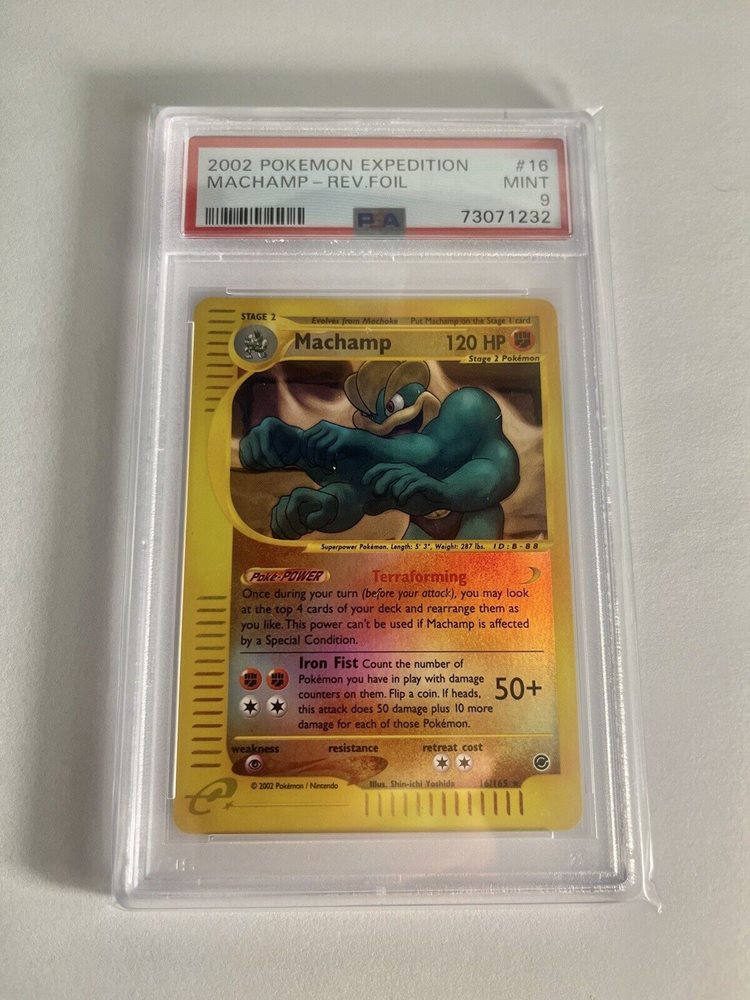 2002 POKEMON EXPEDITION #16
MACHAMP – REV.FOIL MINT
9
PSA 73071232
STAGE 2 Evolves from Machoke Put Machamp on the Stage 1 card
Machamp 120 HP
Stage 2 Pokémon
Superpower Pokémon. Length: 5' 3", Weight: 287 lbs. ID:B-88
Poké-POWER Terraforming
Once during your turn (before your attack), you may look
at the top 4 cards of your deck and rearrange them as
you like. This power can't be used if Machamp is affected
by a Special Condition.
Iron Fist Count the number of
Pokémon you have in play with damage
counters on them. Flip a coin. If heads,
this attack does 50 damage plus 10 more
damage for each of those Pokémon.
50+
weakness resistance retreat cost
© 2002 Pokémon / Nintendo Illus. Shin-ichi Yoshida 16/165 ★
e